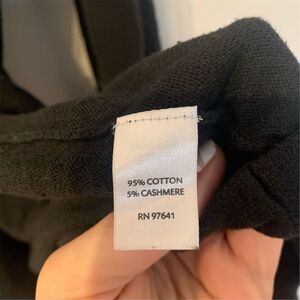 95% COTTON
5% CASHMERE
RN 97641